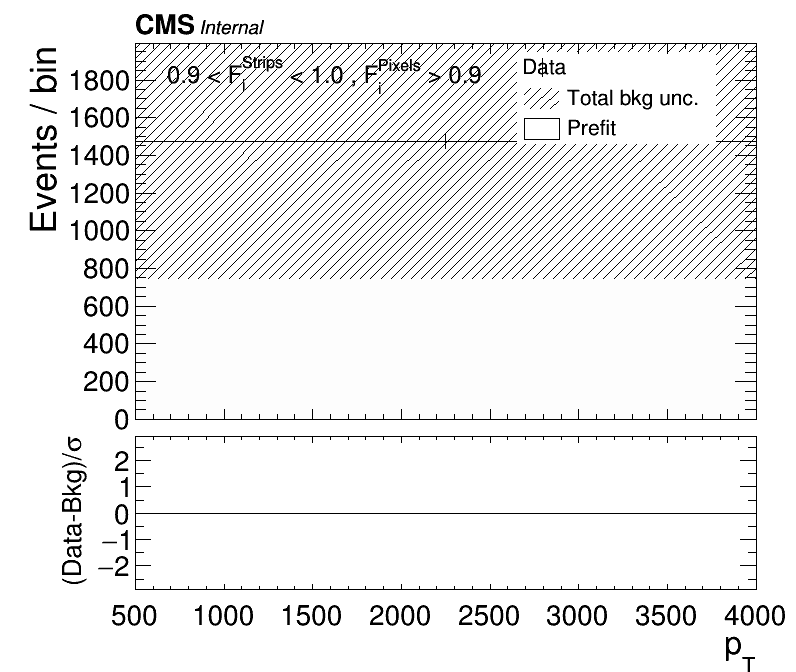 CMS Internal
Events / bin
1800
1600
1400
1200
1000
800
600
400
200
0
0.9 < F_i^Strips < 1.0 , F_i^Pixels > 0.9
Data
Total bkg unc.
Prefit
(Data-Bkg)/σ
2
1
0
−1
−2
500 1000 1500 2000 2500 3000 3500 4000
p_T